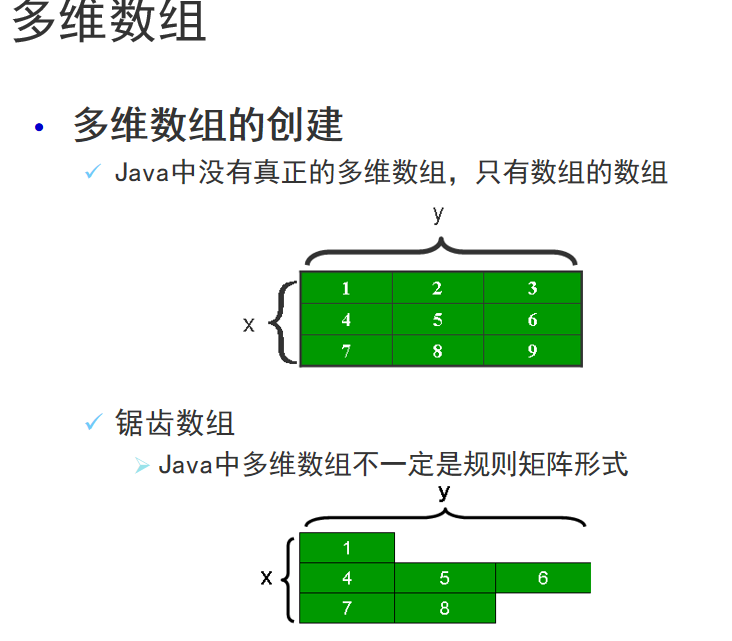 多维数组
• 多维数组的创建
✓ Java中没有真正的多维数组，只有数组的数组
y
x
1 2 3
4 5 6
7 8 9
✓ 锯齿数组
➢ Java中多维数组不一定是规则矩阵形式
y
x
1
4 5 6
7 8